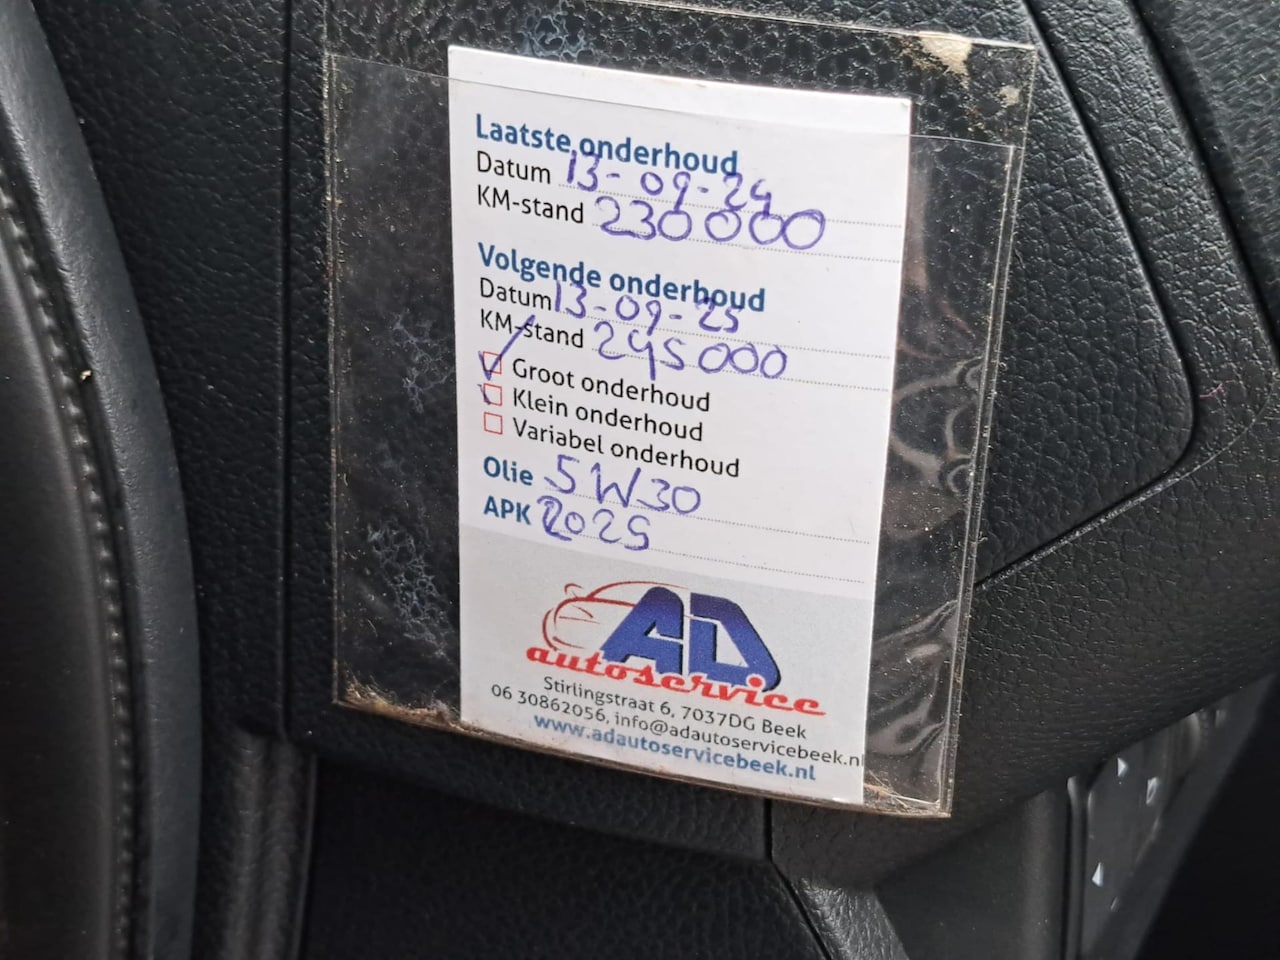 Laatste onderhoud
Datum 13-09-24
KM-stand 230000
Volgende onderhoud
Datum 13-09-25
KM-stand 245000
Groot onderhoud
Klein onderhoud
Variabel onderhoud
Olie 5W30
APK 2025
AD
autoservice
Stirlingstraat 6, 7037DG Beek
06 30862056, info@adautoservicebeek.nl
www.adautoservicebeek.nl